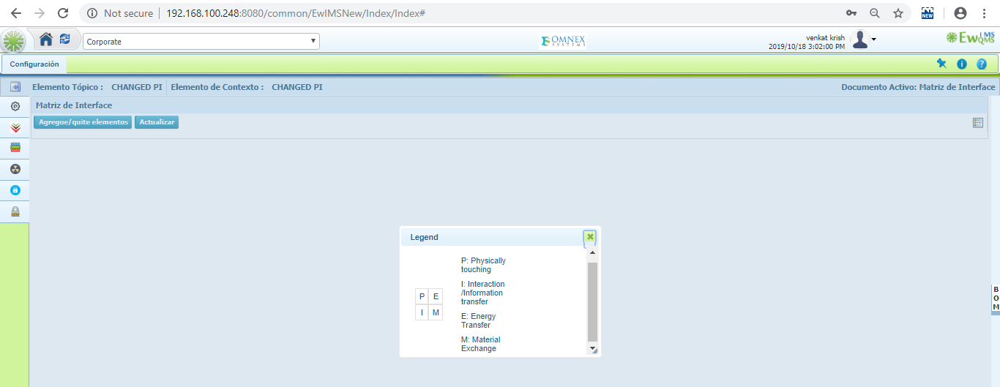 Not secure | 192.168.100.248:8080/common/EwIMSNew/Index/Index#
NEW
Corporate
OMNEX
SYSTEMS
venkat krish
2019/10/18 3:02:00 PM
EwIMS
QMS
Configuración
Elemento Tópico : CHANGED PI Elemento de Contexto : CHANGED PI Documento Activo: Matriz de Interface
Matriz de Interface
Agregue/quite elementos Actualizar
Legend
P E
I M
P: Physically
touching
I: Interaction
/Information
transfer
E: Energy
Transfer
M: Material
Exchange
B
O
M